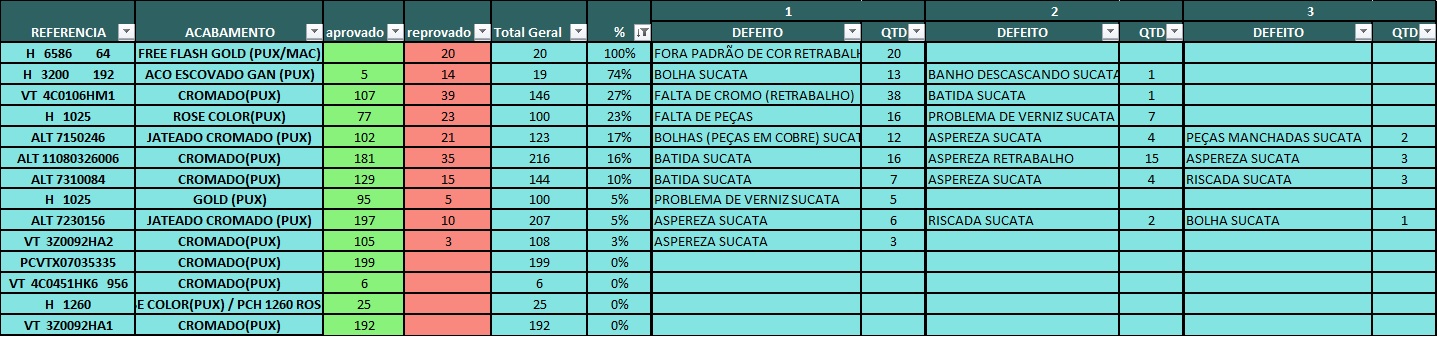 1 2 3
REFERENCIA ACABAMENTO aprovado reprovado Total Geral % DEFEITO QTD DEFEITO QTD DEFEITO QTD
H 6586 64 FREE FLASH GOLD (PUX/MAC) 20 20 100% FORA PADRÃO DE COR RETRABALH 20
H 3200 192 ACO ESCOVADO GAN (PUX) 5 14 19 74% BOLHA SUCATA 13 BANHO DESCASCANDO SUCATA 1
VT 4C0106HM1 CROMADO(PUX) 107 39 146 27% FALTA DE CROMO (RETRABALHO) 38 BATIDA SUCATA 1
H 1025 ROSE COLOR(PUX) 77 23 100 23% FALTA DE PEÇAS 16 PROBLEMA DE VERNIZ SUCATA 7
ALT 7150246 JATEADO CROMADO (PUX) 102 21 123 17% BOLHAS (PEÇAS EM COBRE) SUCAT 12 ASPEREZA SUCATA 4 PEÇAS MANCHADAS SUCATA 2
ALT 11080326006 CROMADO(PUX) 181 35 216 16% BATIDA SUCATA 16 ASPEREZA RETRABALHO 15 ASPEREZA SUCATA 3
ALT 7310084 CROMADO(PUX) 129 15 144 10% BATIDA SUCATA 7 ASPEREZA SUCATA 4 RISCADA SUCATA 3
H 1025 GOLD (PUX) 95 5 100 5% PROBLEMA DE VERNIZ SUCATA 5
ALT 7230156 JATEADO CROMADO (PUX) 197 10 207 5% ASPEREZA SUCATA 6 RISCADA SUCATA 2 BOLHA SUCATA 1
VT 3Z0092HA2 CROMADO(PUX) 105 3 108 3% ASPEREZA SUCATA 3
PCVTX07035335 CROMADO(PUX) 199 199 0%
VT 4C0451HK6 956 CROMADO(PUX) 6 6 0%
H 1260 E COLOR(PUX) / PCH 1260 ROS 25 25 0%
VT 3Z0092HA1 CROMADO(PUX) 192 192 0%